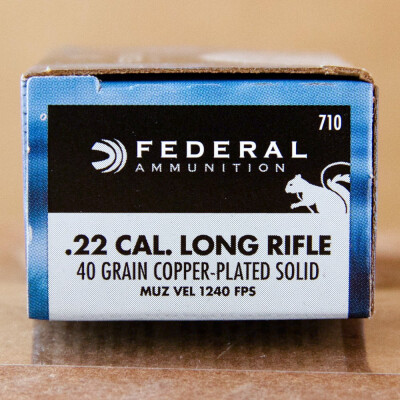 710
FEDERAL
AMMUNITION
.22 CAL. LONG RIFLE
40 GRAIN COPPER-PLATED SOLID
MUZ VEL 1240 FPS